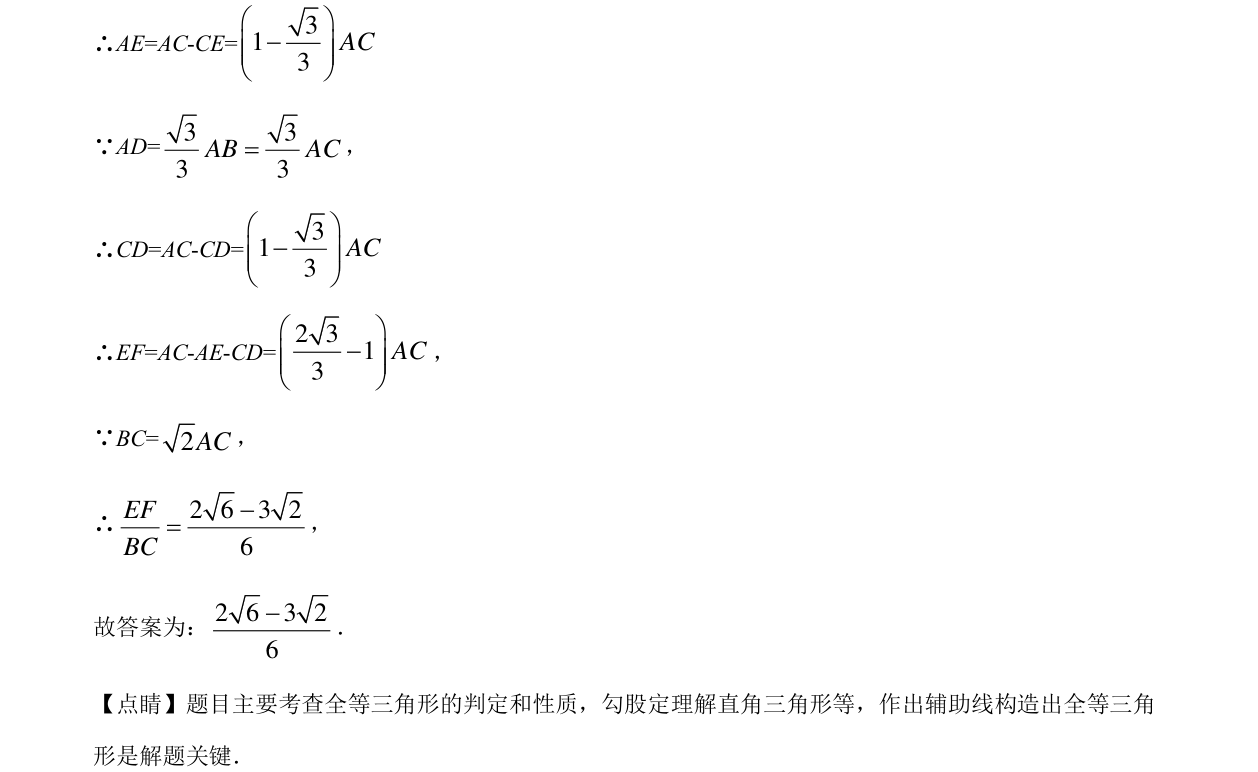 ∴AE=AC-CE=(1-√3/3)AC
∵AD=√3/3 AB=√3/3 AC，
∴CD=AC-CD=(1-√3/3)AC
∴EF=AC-AE-CD=(2√3/3-1)AC，
∵BC=√2AC，
∴EF/BC=(2√6-3√2)/6，
故答案为：(2√6-3√2)/6．
【点睛】题目主要考查全等三角形的判定和性质，勾股定理解直角三角形等，作出辅助线构造出全等三角
形是解题关键．